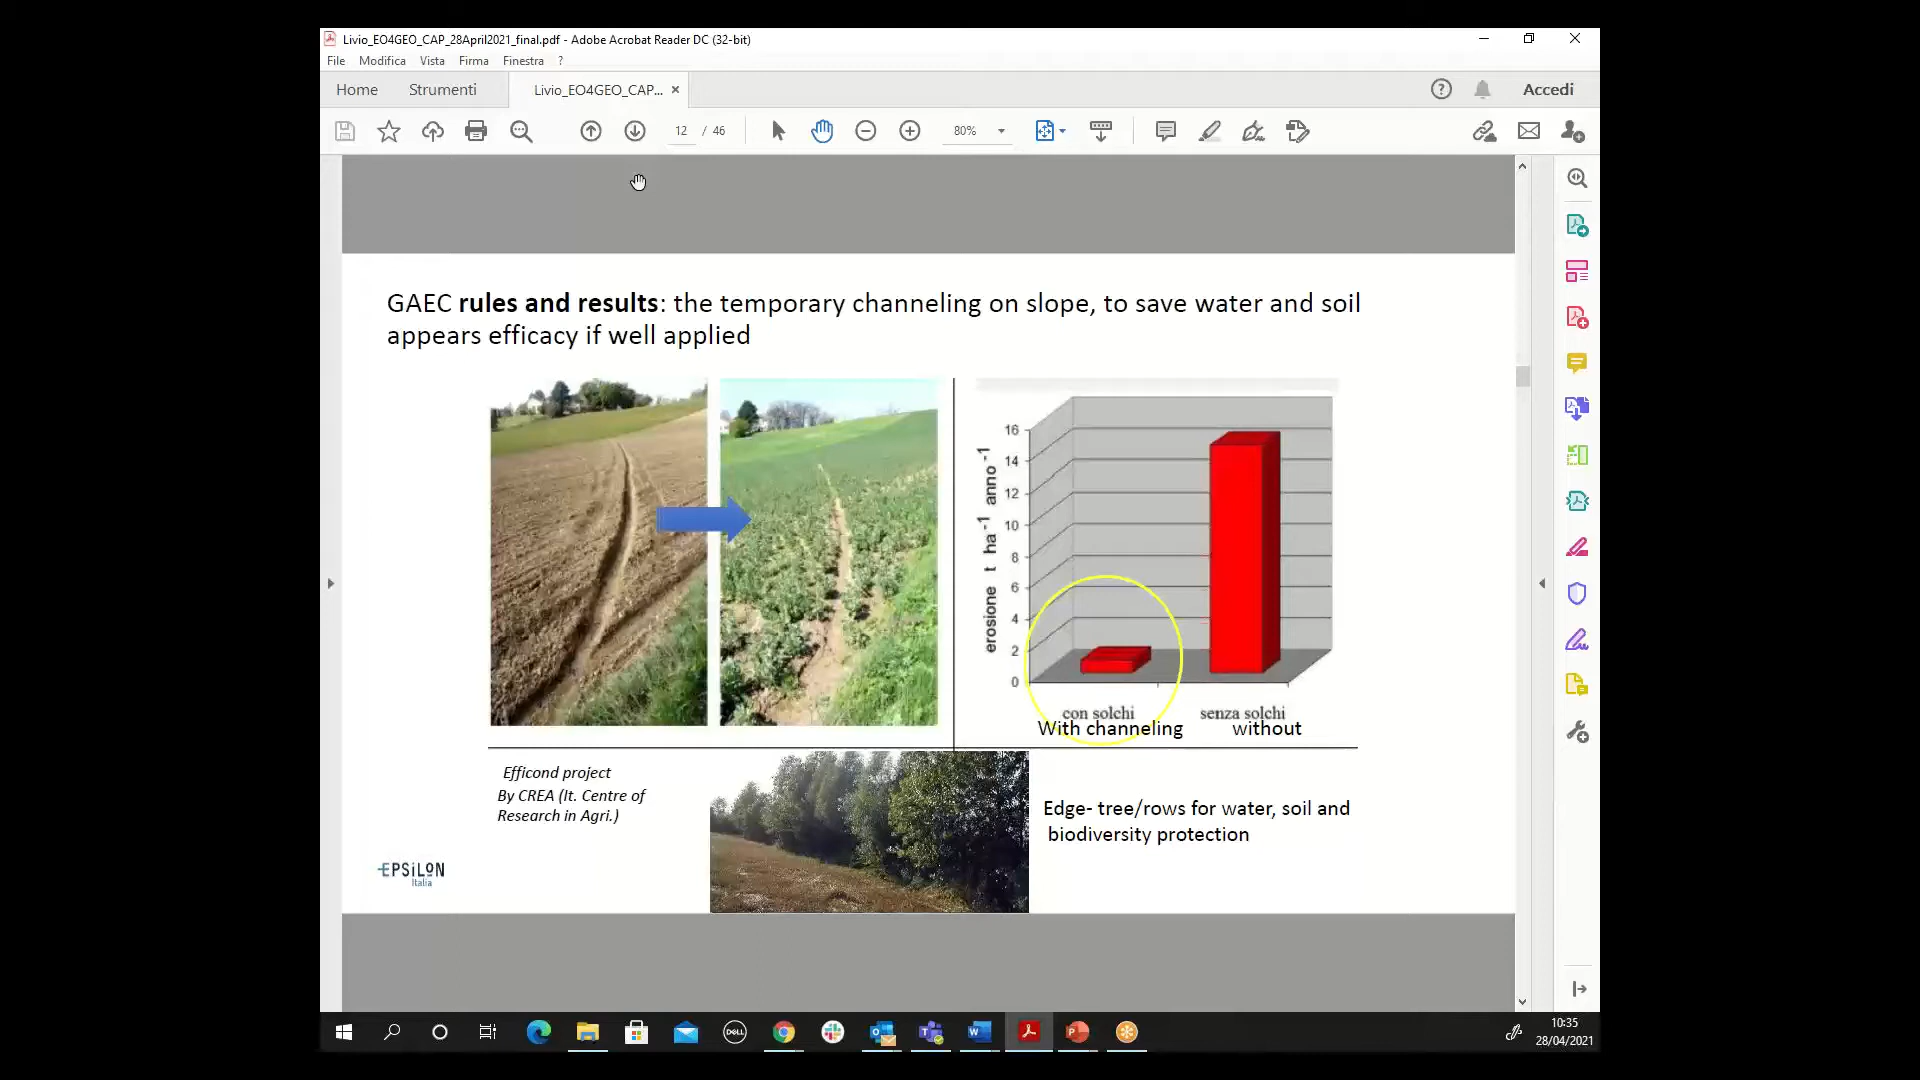 Livio_EO4GEO_CAP_28April2021_final.pdf - Adobe Acrobat Reader DC (32-bit)
File Modifica Vista Firma Finestra ?
Home Strumenti Livio_EO4GEO_CAP... × Accedi
12 / 46 80%
GAEC rules and results: the temporary channeling on slope, to save water and soil
appears efficacy if well applied
erosione t ha⁻¹ anno⁻¹
16
14
12
10
8
6
4
2
0
con solchi senza solchi
With channeling without
Efficond project
By CREA (It. Centre of
Research in Agri.)
Edge- tree/rows for water, soil and
biodiversity protection
EPSiLON
Italia
DELL
10:35
28/04/2021